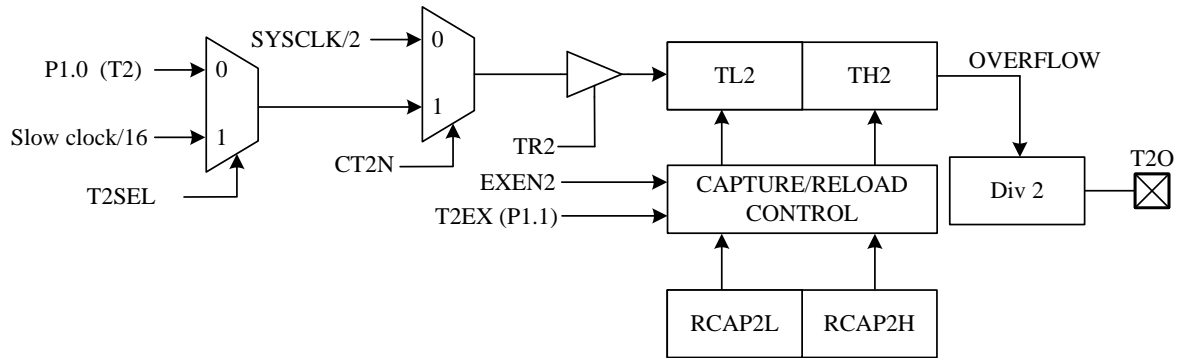 SYSCLK/2
0
P1.0 (T2)
0
TL2
TH2
OVERFLOW
1
Slow clock/16
1
TR2
T2O
CT2N
EXEN2
CAPTURE/RELOAD
CONTROL
Div 2
T2SEL
T2EX (P1.1)
RCAP2L
RCAP2H